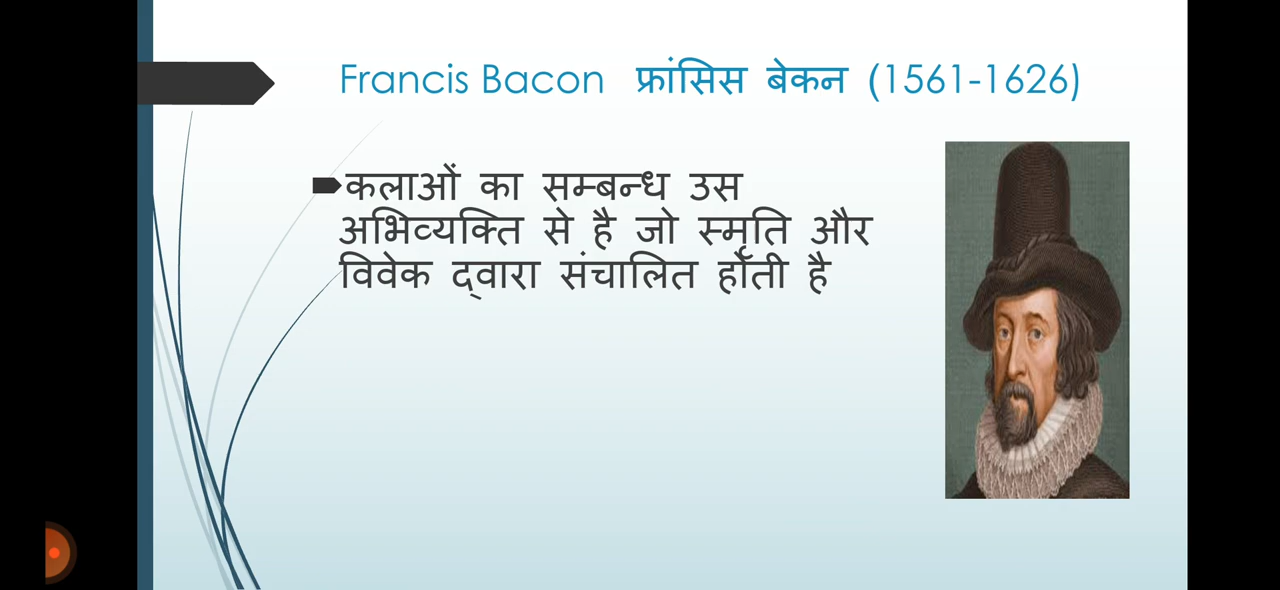 Francis Bacon फ्रांसिस बेकन (1561-1626)
कलाओं का सम्बन्ध उस
अभिव्यक्ति से है जो स्मृति और
विवेक द्वारा संचालित होती है